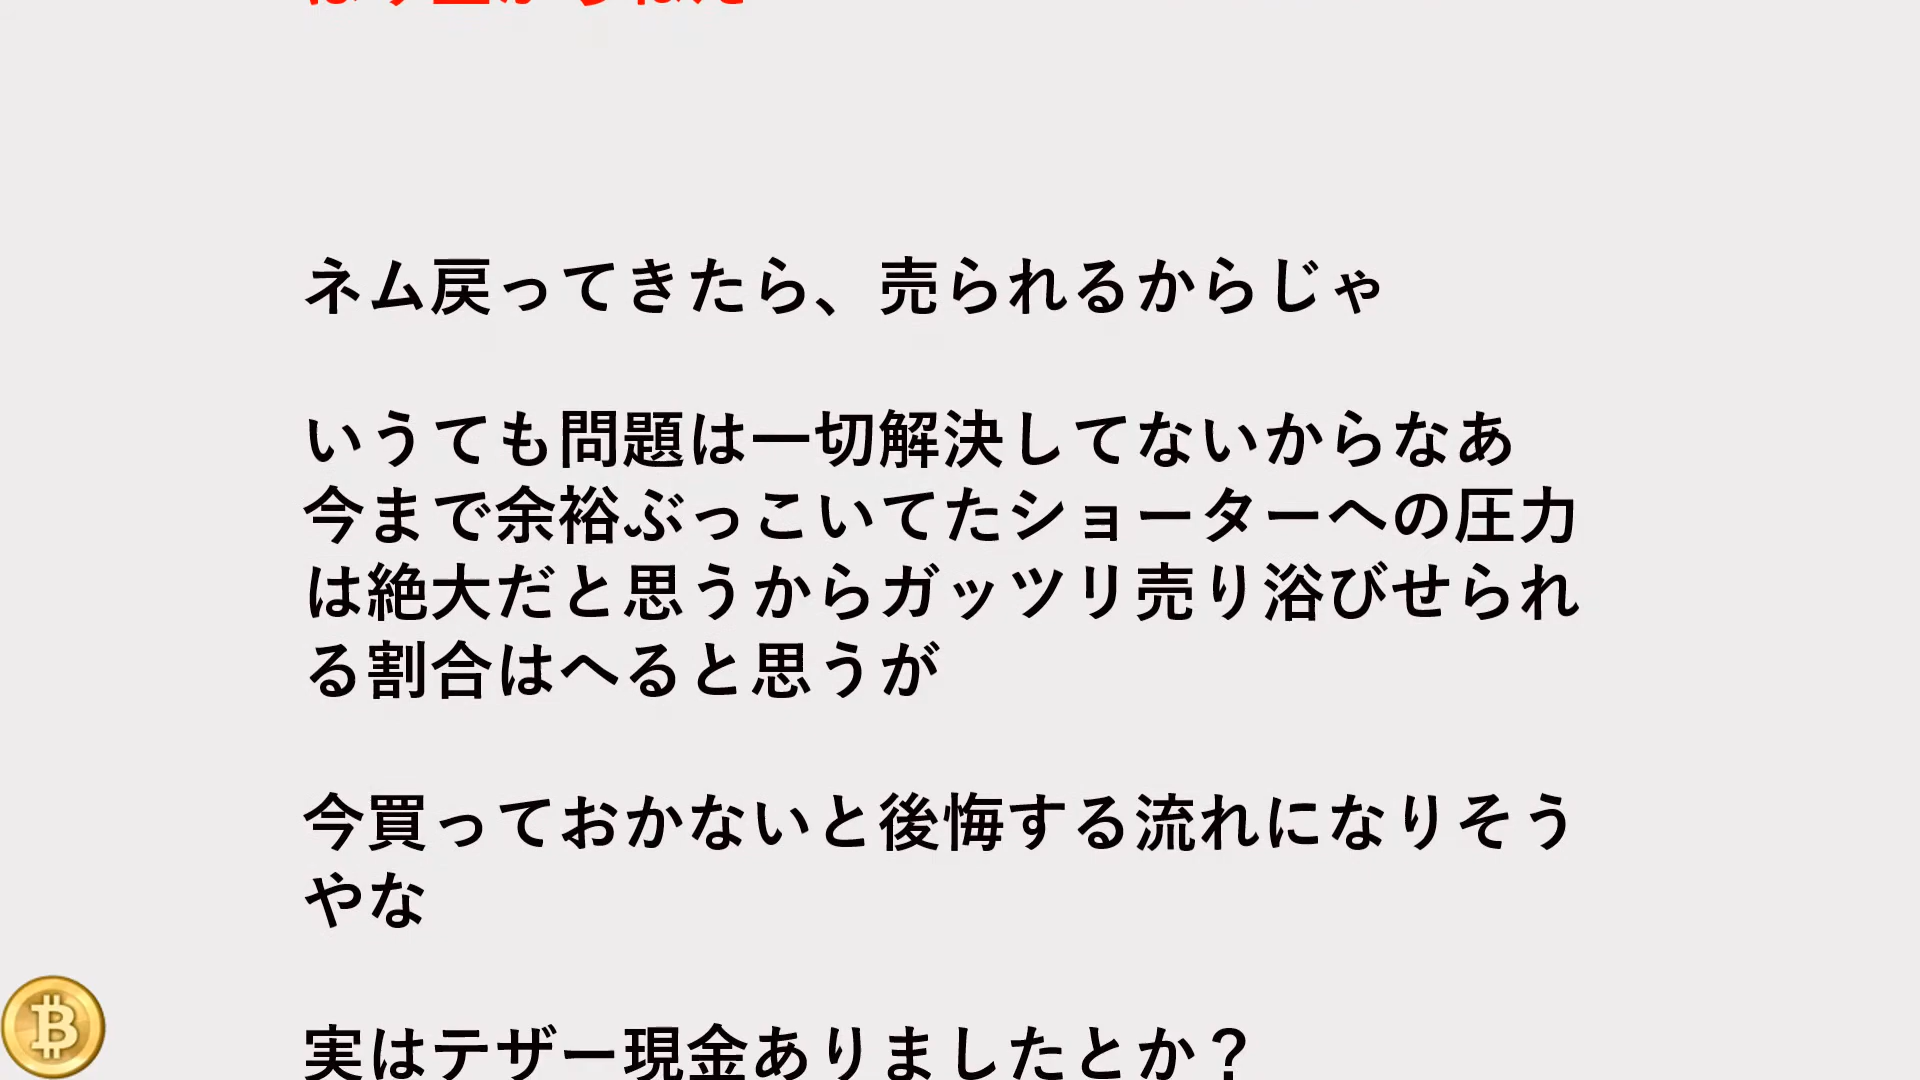 ネム戻ってきたら、売られるからじゃ
いうても問題は一切解決してないからなあ
今まで余裕ぶっこいてたショーターへの圧力
は絶大だと思うからガッツリ売り浴びせられ
る割合はへると思うが
今買っておかないと後悔する流れになりそう
やな
実はテザー現金ありましたとか？